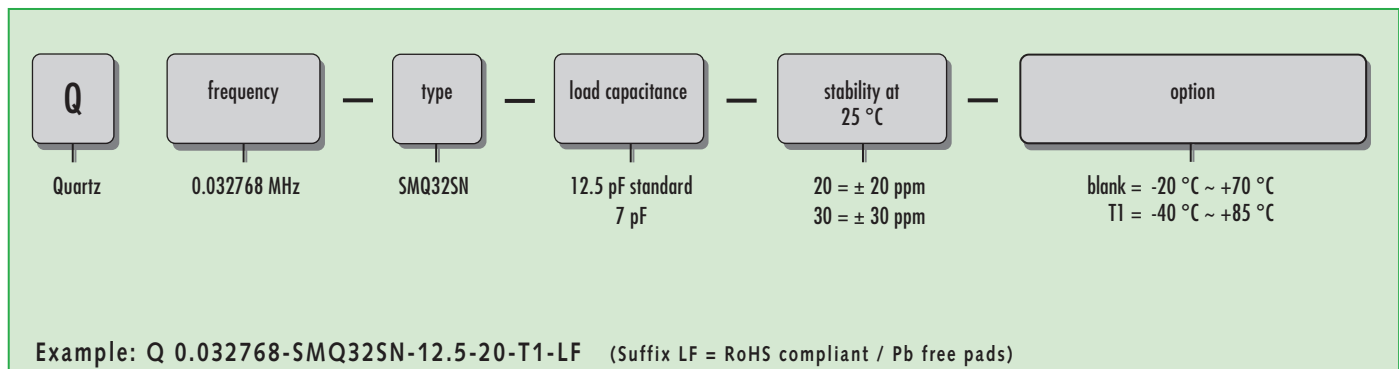 Q
frequency
—
type
—
load capacitance
—
stability at
25 °C
—
option
Quartz
0.032768 MHz
SMQ32SN
12.5 pF standard
7 pF
20 = ± 20 ppm
30 = ± 30 ppm
blank = -20 °C ~ +70 °C
T1 = -40 °C ~ +85 °C
Example: Q 0.032768-SMQ32SN-12.5-20-T1-LF (Suffix LF = RoHS compliant / Pb free pads)